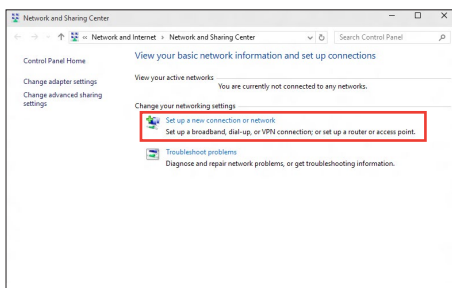 Network and Sharing Center
« Network and Internet › Network and Sharing Center
Search Control Panel
Control Panel Home
Change adapter settings
Change advanced sharing
settings
View your basic network information and set up connections
View your active networks
You are currently not connected to any networks.
Change your networking settings
Set up a new connection or network
Set up a broadband, dial-up, or VPN connection; or set up a router or access point.
Troubleshoot problems
Diagnose and repair network problems, or get troubleshooting information.